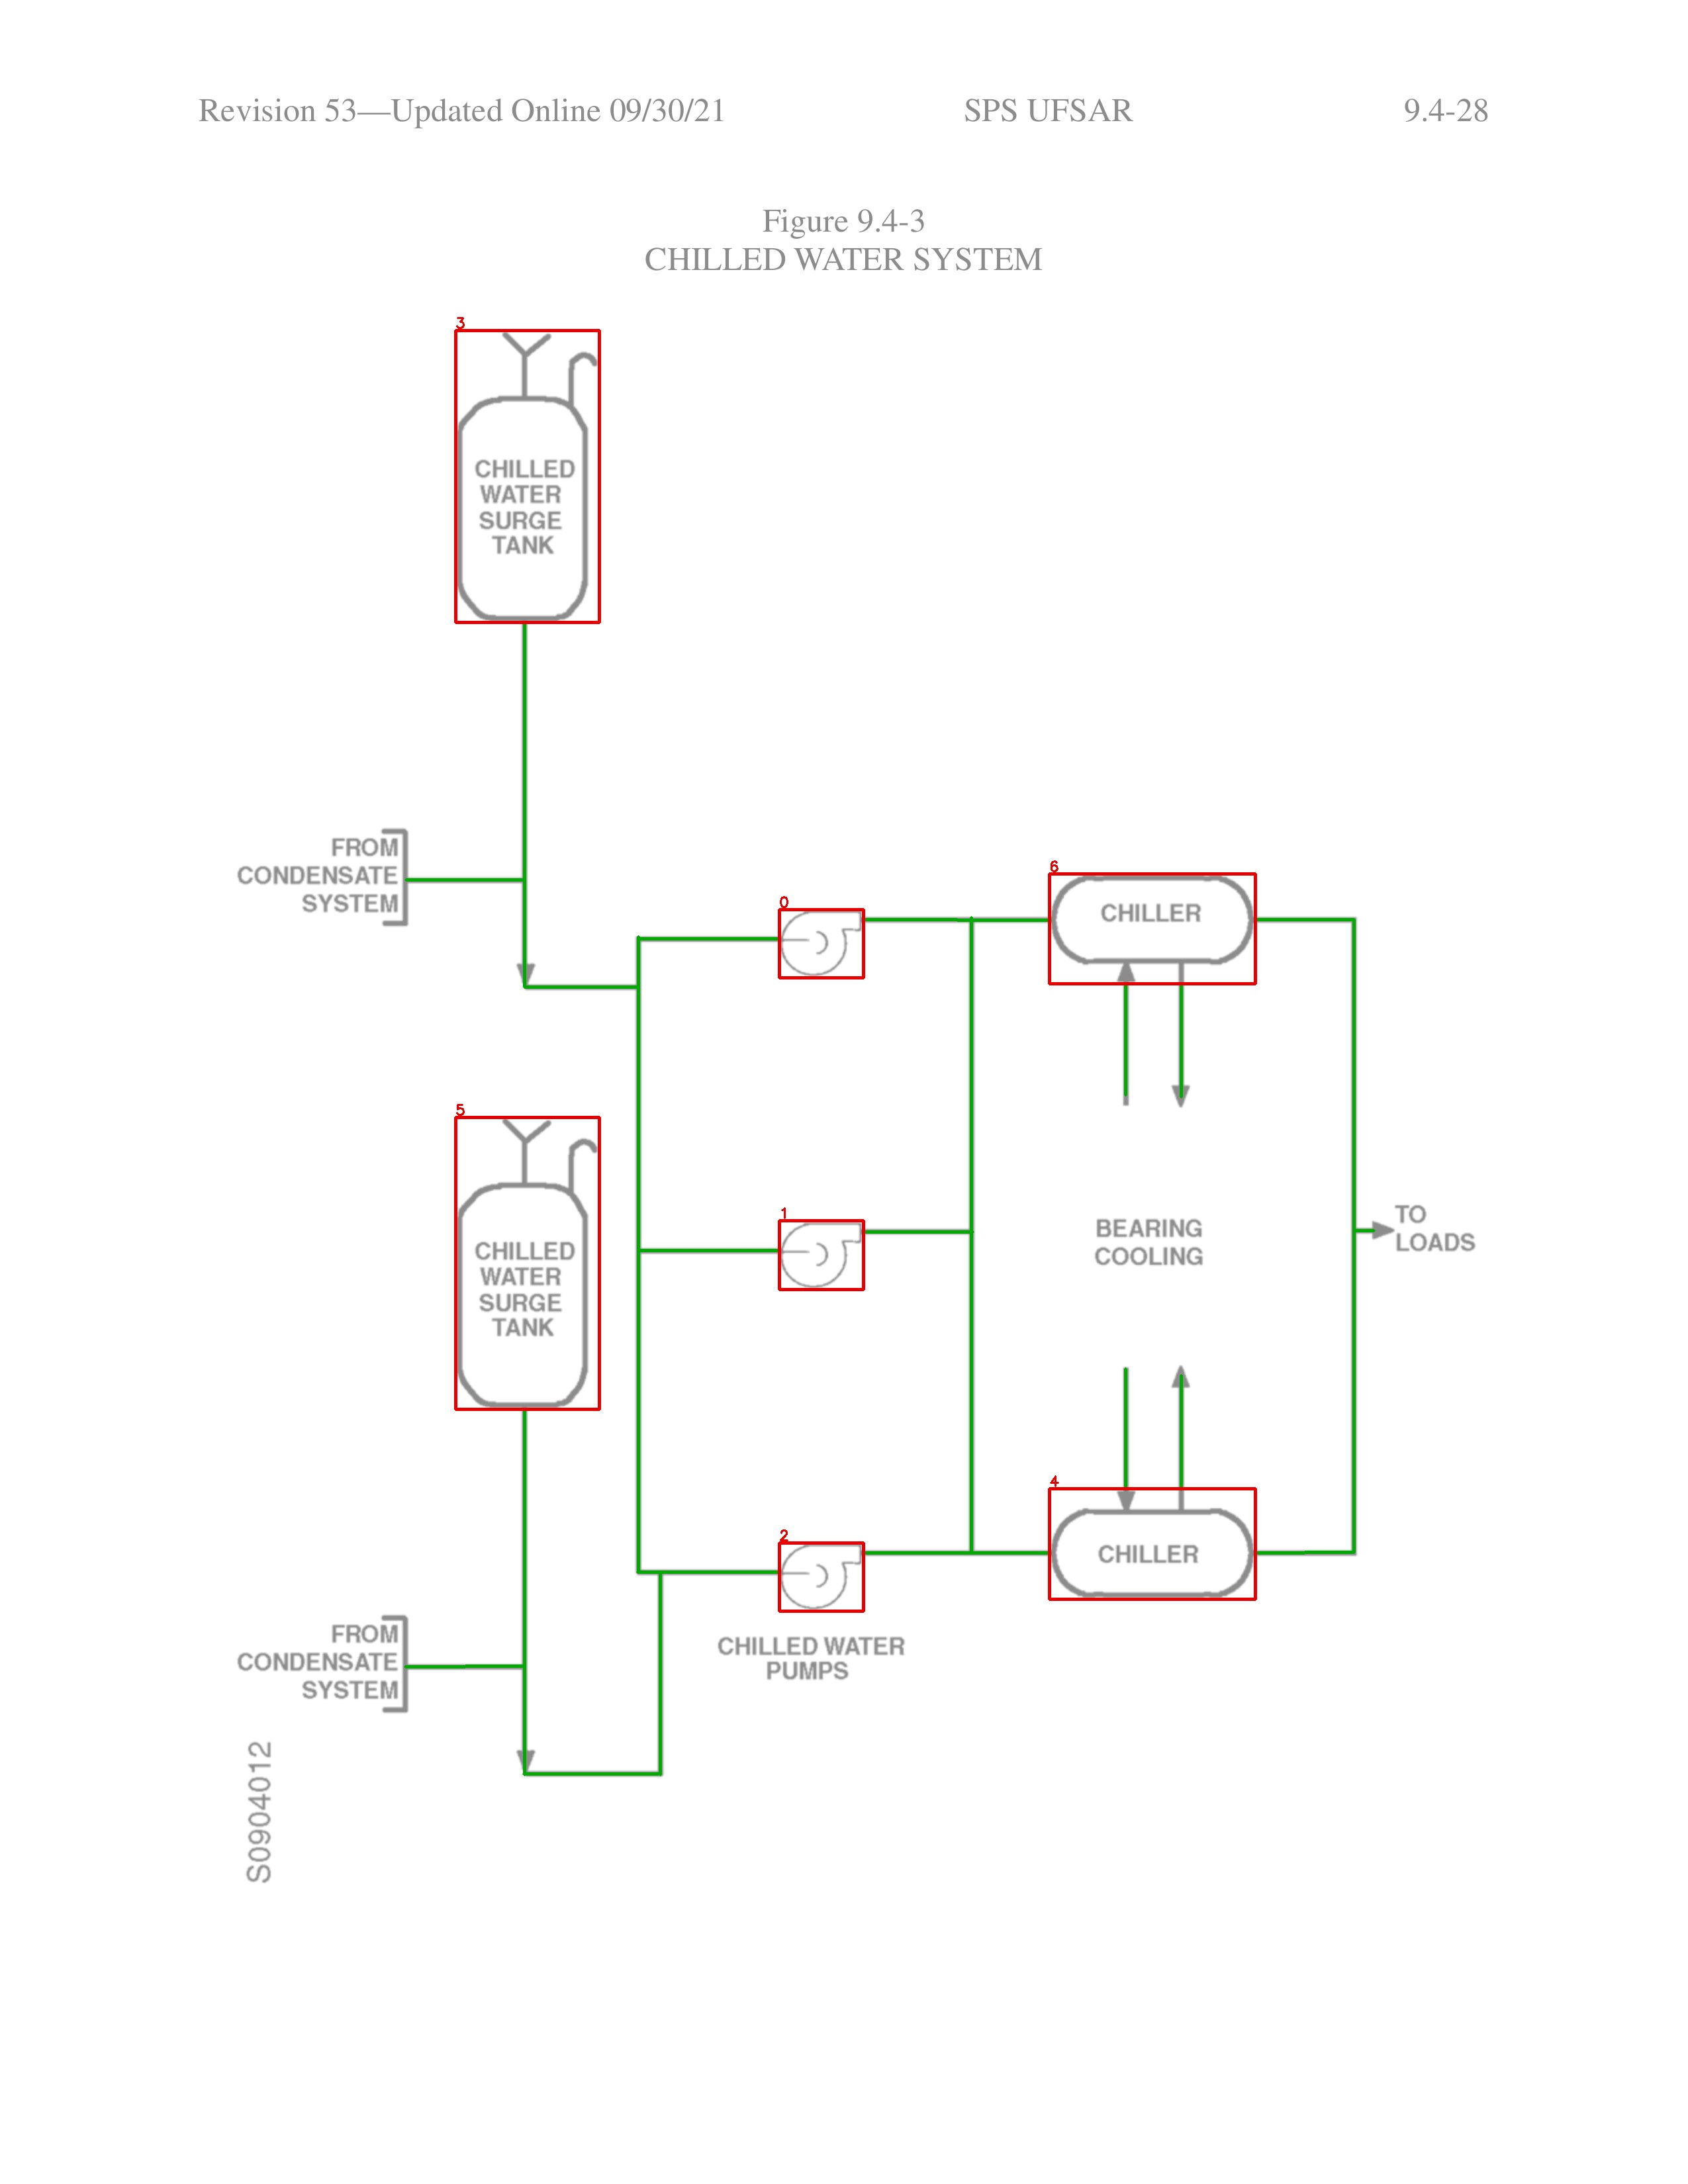 Revision 53—Updated Online 09/30/21 SPS UFSAR 9.4-28
Figure 9.4-3
CHILLED WATER SYSTEM
3
CHILLED
WATER
SURGE
TANK
FROM
CONDENSATE
SYSTEM
0
6
CHILLER
5
CHILLED
WATER
SURGE
TANK
1
BEARING
COOLING
TO
LOADS
2
4
CHILLER
CHILLED WATER
PUMPS
FROM
CONDENSATE
SYSTEM
S0904012